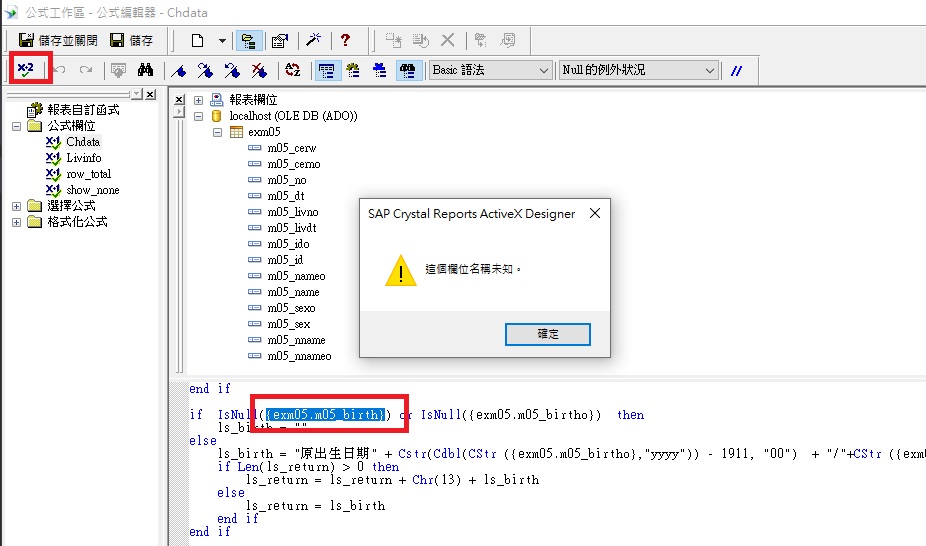 公式工作區 - 公式編輯器 - Chdata
儲存並關閉 儲存
Basic 語法 Null 的例外狀況 //
報表自訂函式
公式欄位
Chdata
Livinfo
row_total
show_none
選擇公式
格式化公式
報表欄位
localhost (OLE DB (ADO))
exm05
m05_cerw
m05_cerno
m05_no
m05_dt
m05_livno
m05_livdt
m05_ido
m05_id
m05_nameo
m05_name
m05_sexo
m05_sex
m05_nname
m05_nnameo
SAP Crystal Reports ActiveX Designer
這個欄位名稱未知。
確定
end if
if IsNull({exm05.m05_birth}) or IsNull({exm05.m05_birtho}) then
ls_birth = ""
else
ls_birth = "原出生日期" + Cstr(Cdbl(CStr ({exm05.m05_birtho},"yyyy")) - 1911, "00") + "/"+CStr ({exm0
if Len(ls_return) > 0 then
ls_return = ls_return + Chr(13) + ls_birth
else
ls_return = ls_birth
end if
end if